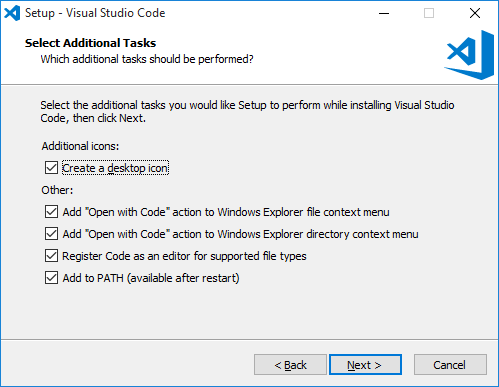 Setup - Visual Studio Code
Select Additional Tasks
Which additional tasks should be performed?
Select the additional tasks you would like Setup to perform while installing Visual Studio
Code, then click Next.
Additional icons:
Create a desktop icon
Other:
Add "Open with Code" action to Windows Explorer file context menu
Add "Open with Code" action to Windows Explorer directory context menu
Register Code as an editor for supported file types
Add to PATH (available after restart)
< Back Next > Cancel